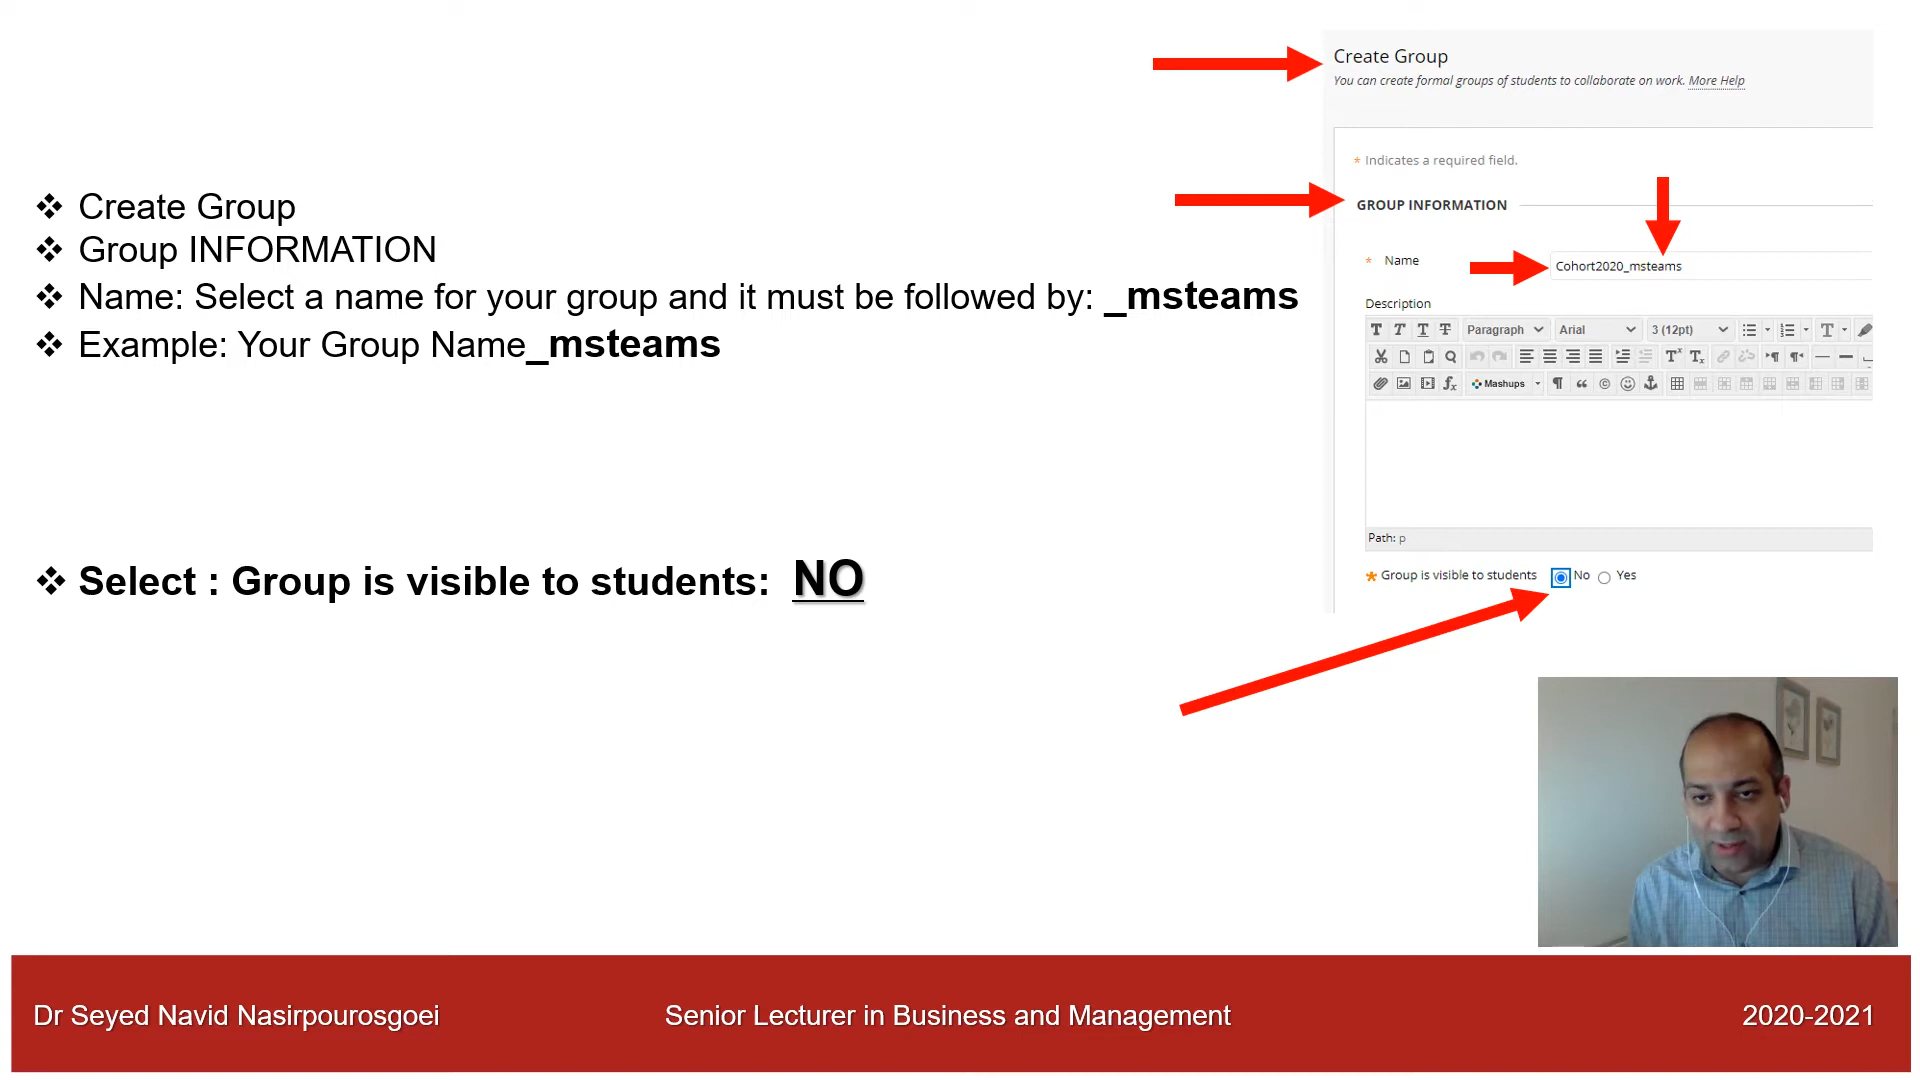 Create Group
You can create formal groups of students to collaborate on work. More Help
* Indicates a required field.
GROUP INFORMATION
* Name
Cohort2020_msteams
Description
T T T T Paragraph Arial 3 (12pt)
Mashups
Path: p
* Group is visible to students No Yes
❖ Create Group
❖ Group INFORMATION
❖ Name: Select a name for your group and it must be followed by: _msteams
❖ Example: Your Group Name_msteams
❖ Select : Group is visible to students: NO
Dr Seyed Navid Nasirpourosgoei
Senior Lecturer in Business and Management
2020-2021